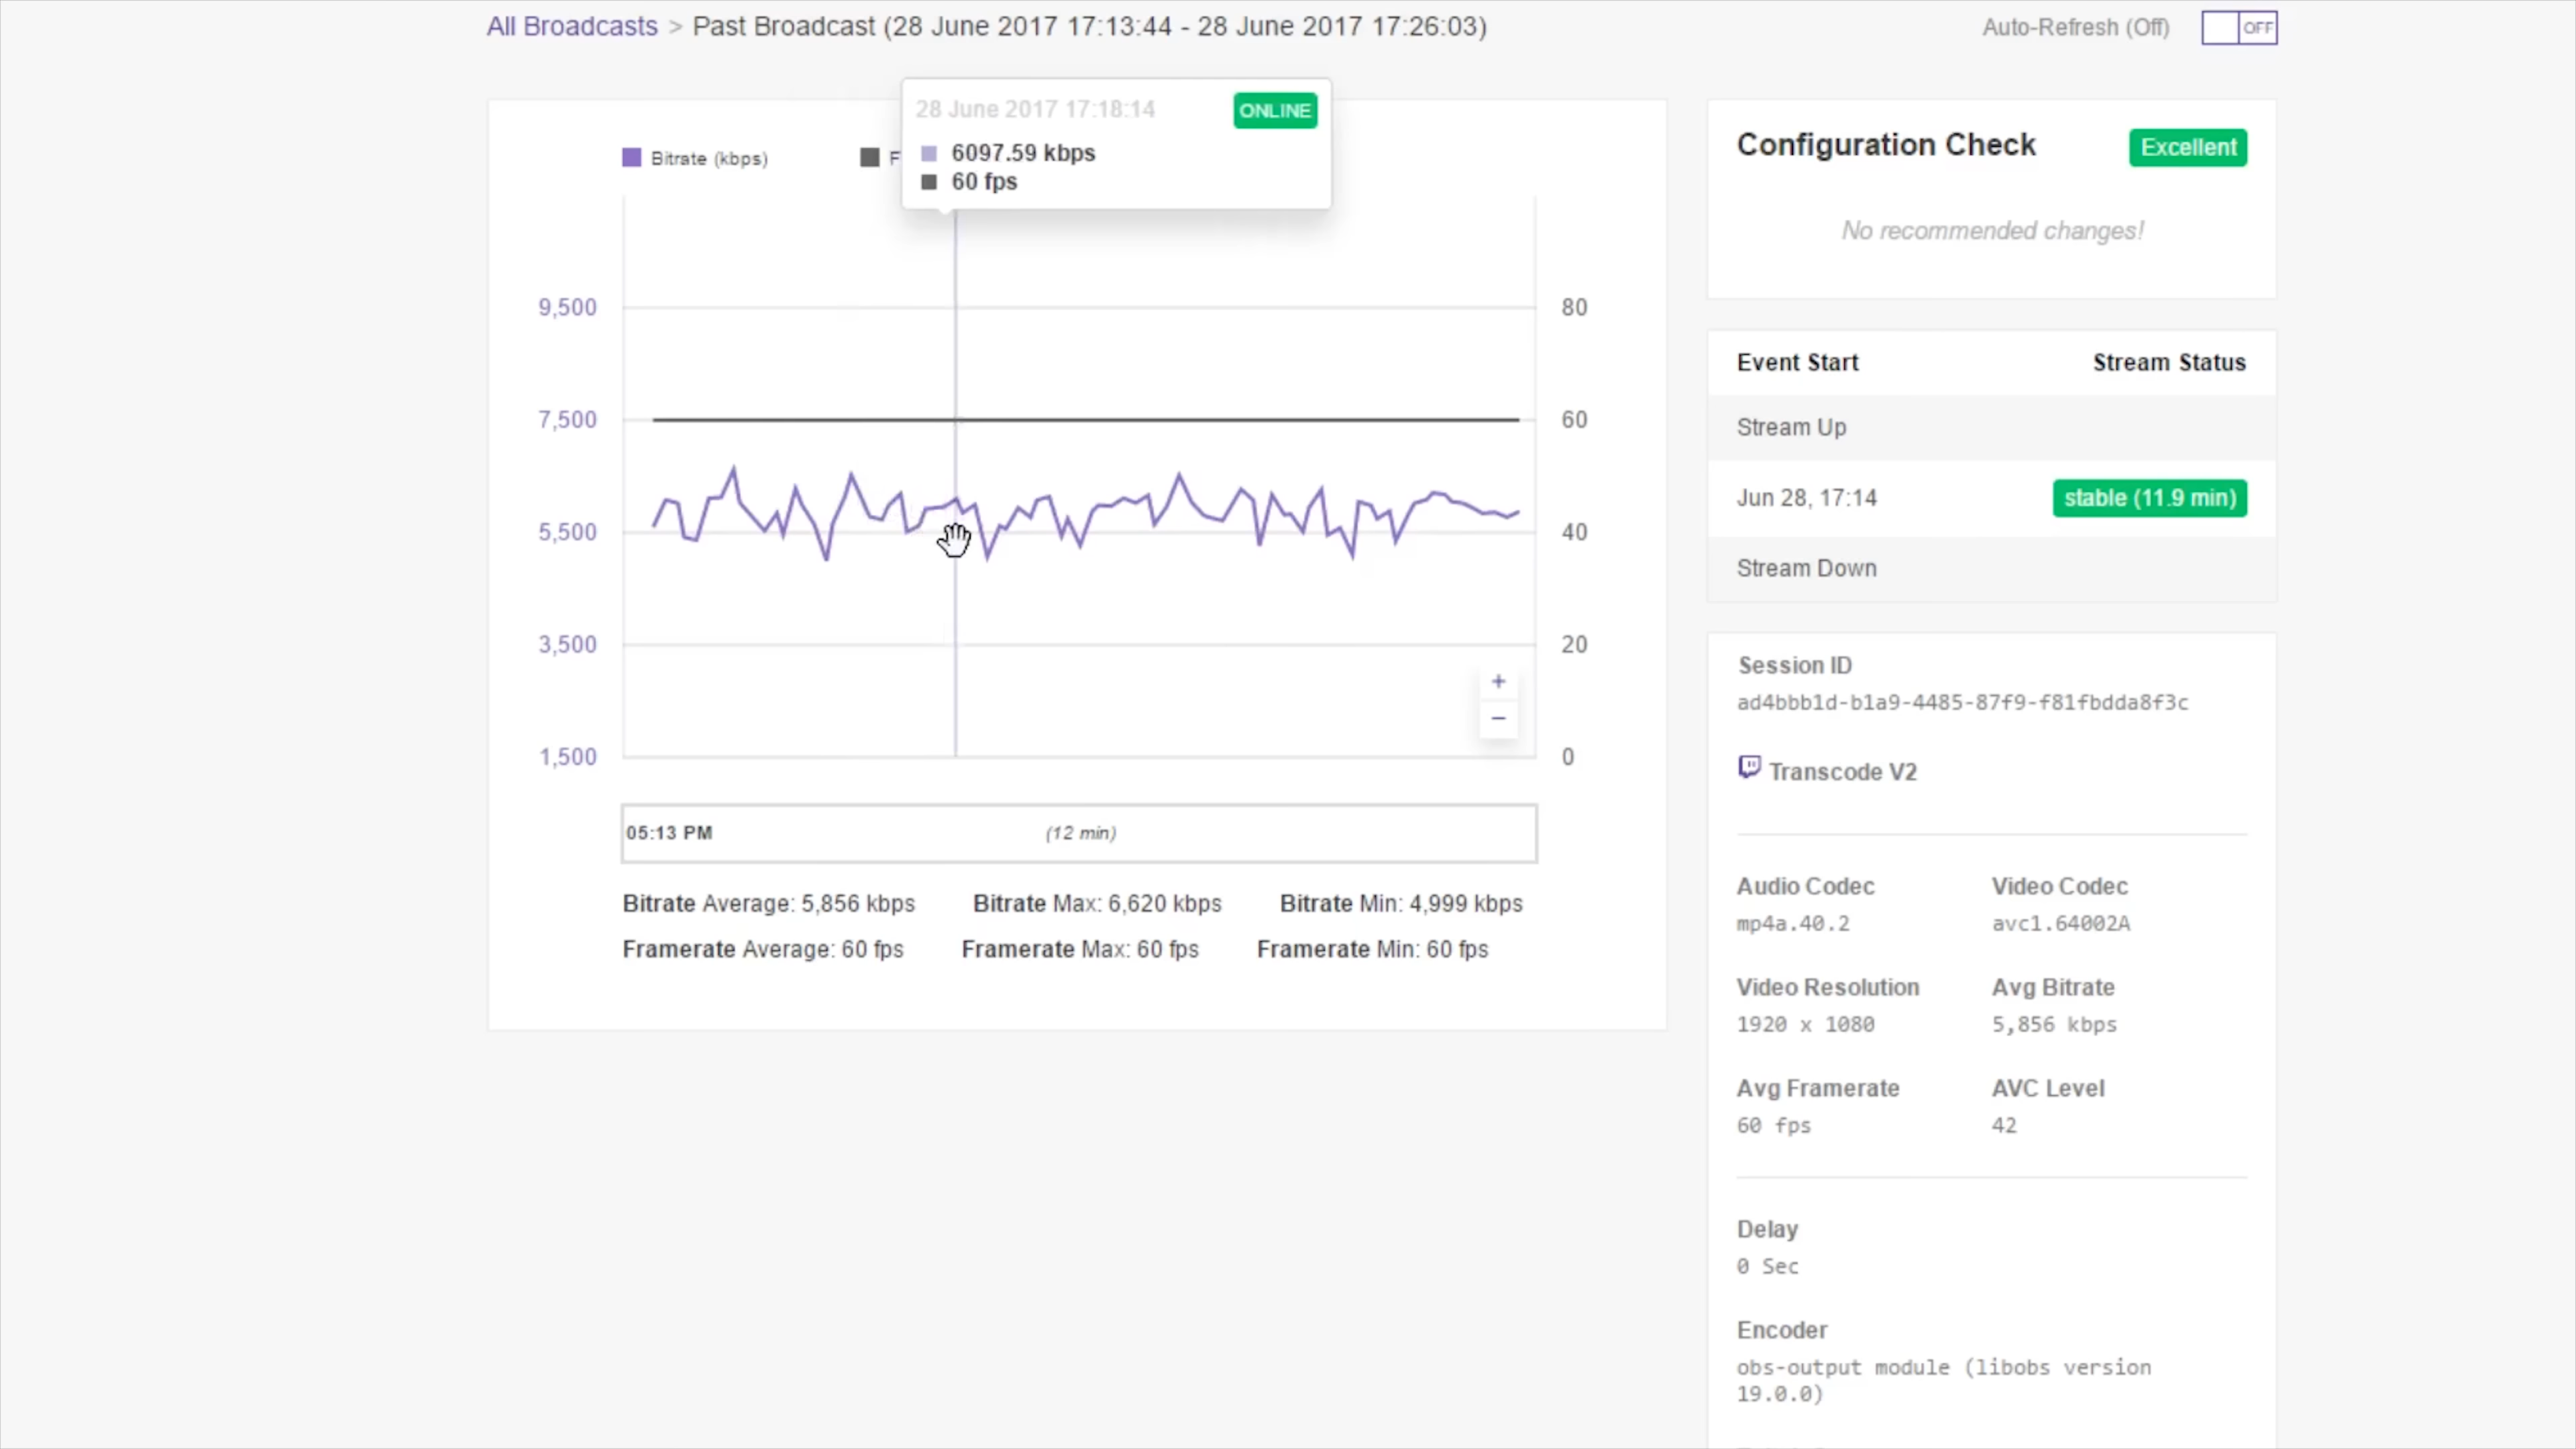 All Broadcasts > Past Broadcast (28 June 2017 17:13:44 - 28 June 2017 17:26:03)
Auto-Refresh (Off) OFF
28 June 2017 17:18:14 ONLINE
6097.59 kbps
60 fps
Bitrate (kbps)
F
9,500
7,500
5,500
3,500
1,500
80
60
40
20
0
+
−
05:13 PM (12 min)
Bitrate Average: 5,856 kbps Bitrate Max: 6,620 kbps Bitrate Min: 4,999 kbps
Framerate Average: 60 fps Framerate Max: 60 fps Framerate Min: 60 fps
Configuration Check Excellent
No recommended changes!
Event Start Stream Status
Stream Up
Jun 28, 17:14 stable (11.9 min)
Stream Down
Session ID
ad4bbb1d-b1a9-4485-87f9-f81fbdda8f3c
Transcode V2
Audio Codec Video Codec
mp4a.40.2 avc1.64002A
Video Resolution Avg Bitrate
1920 x 1080 5,856 kbps
Avg Framerate AVC Level
60 fps 42
Delay
0 Sec
Encoder
obs-output module (libobs version
19.0.0)